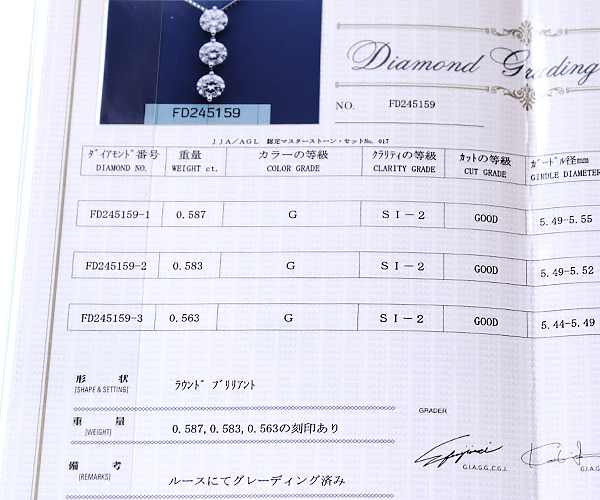 FD245159
Diamond Grading
NO. FD245159
JJA/AGL 認定マスターストーン・セットNo. 017
ダイアモンド番号 重量 カラーの等級 クラリティの等級 カットの等級 ガードル径mm
DIAMOND NO. WEIGHT ct. COLOR GRADE CLARITY GRADE CUT GRADE GIRDLE DIAMETER
FD245159-1 0.587 G SI-2 GOOD 5.49-5.55
FD245159-2 0.583 G SI-2 GOOD 5.49-5.52
FD245159-3 0.563 G SI-2 GOOD 5.44-5.49
形 状 ラウンド ブリリアント
[SHAPE & SETTING]
GRADER
重 量 0.587,0.583,0.563の刻印あり
[WEIGHT]
備 考 ルースにてグレーディング済み
[REMARKS]
G.I.A.G.G.,C.G.J. G.I.A.G.G.